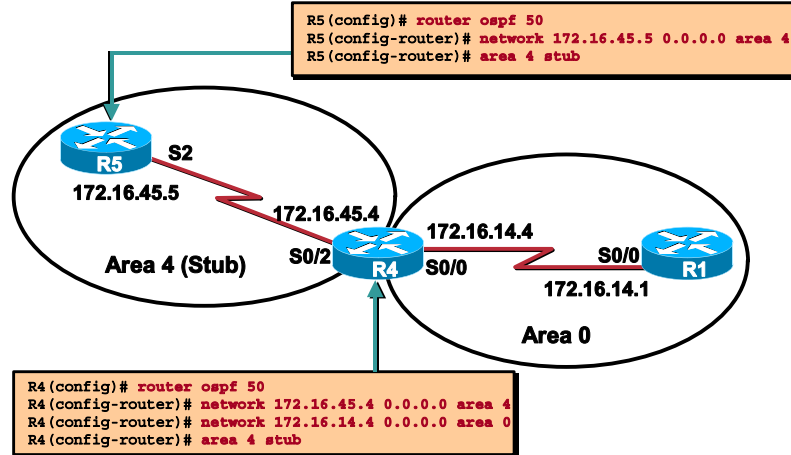 R5(config)# router ospf 50
R5(config-router)# network 172.16.45.5 0.0.0.0 area 4
R5(config-router)# area 4 stub
R5
S2
172.16.45.5
172.16.45.4
S0/2
R4
172.16.14.4
S0/0
S0/0
R1
172.16.14.1
Area 4 (Stub)
Area 0
R4(config)# router ospf 50
R4(config-router)# network 172.16.45.4 0.0.0.0 area 4
R4(config-router)# network 172.16.14.4 0.0.0.0 area 0
R4(config-router)# area 4 stub